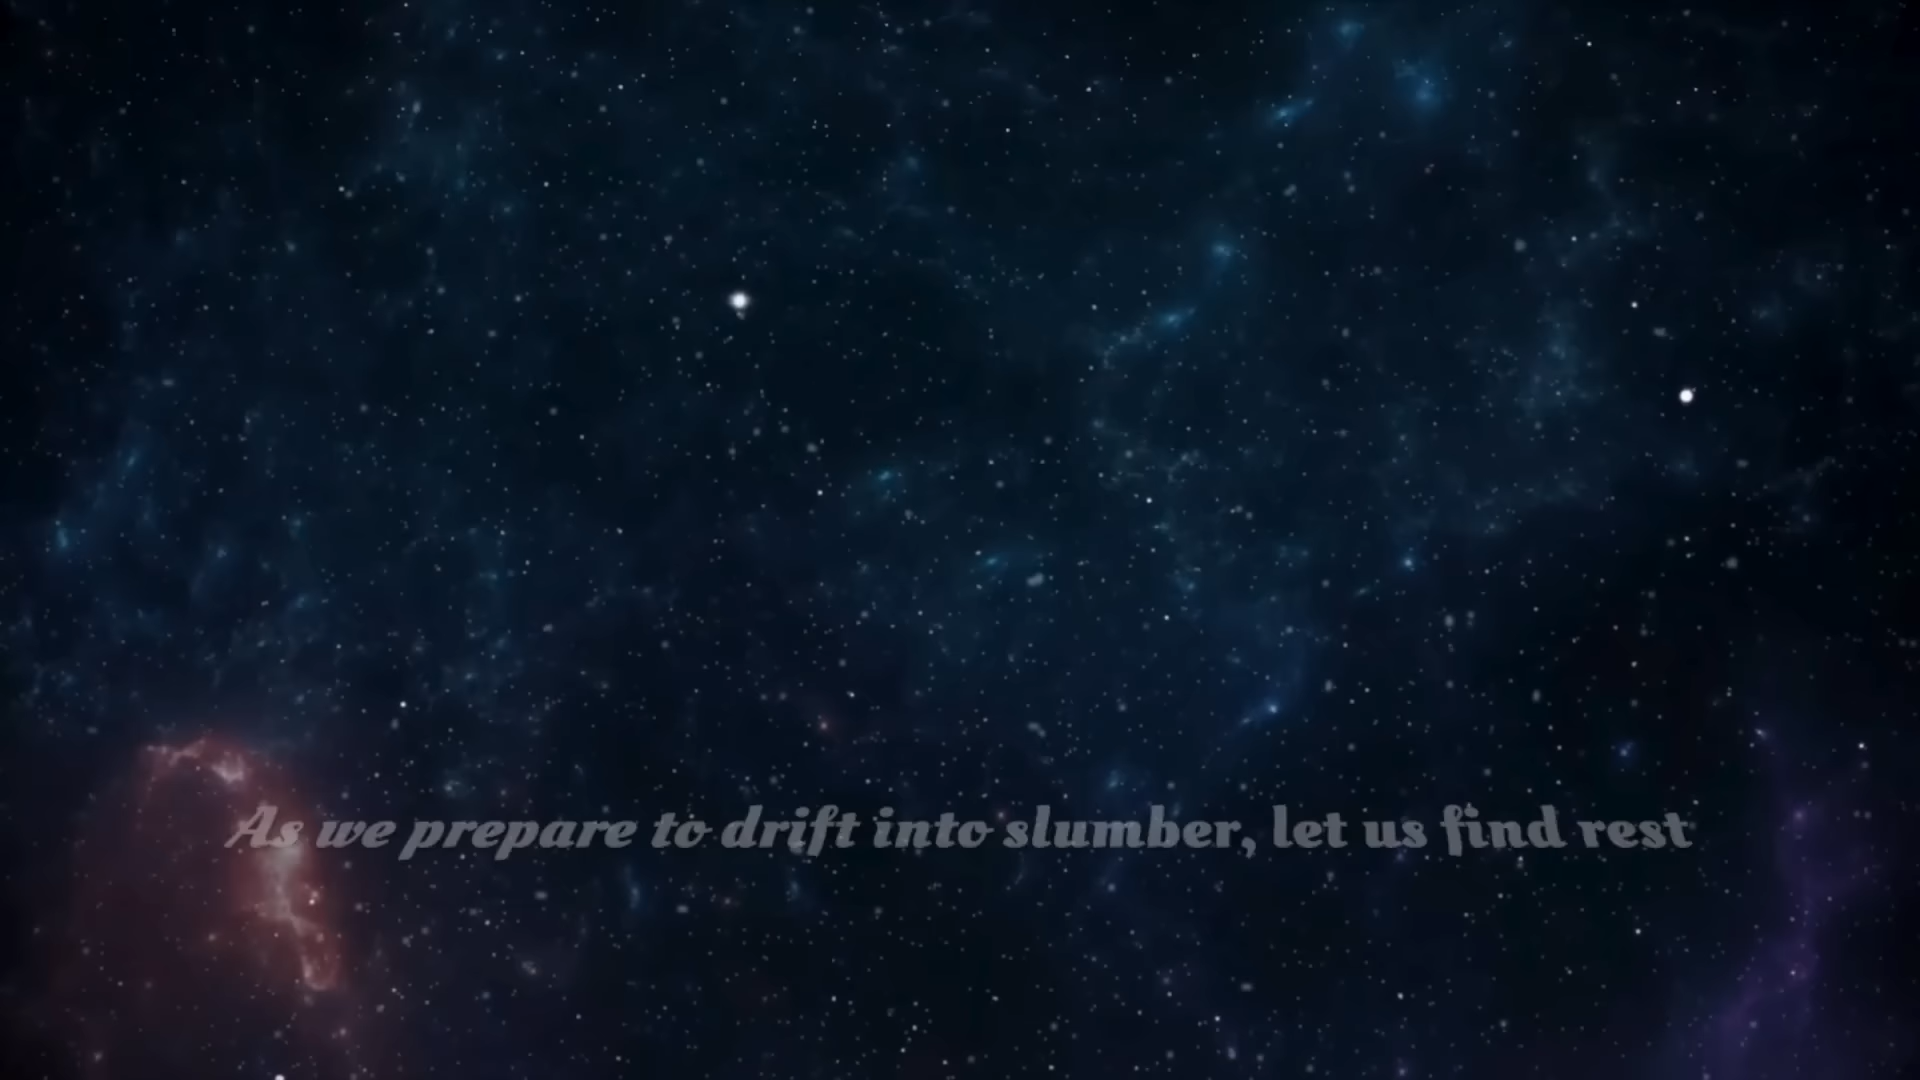 As we prepare to drift into slumber, let us find rest